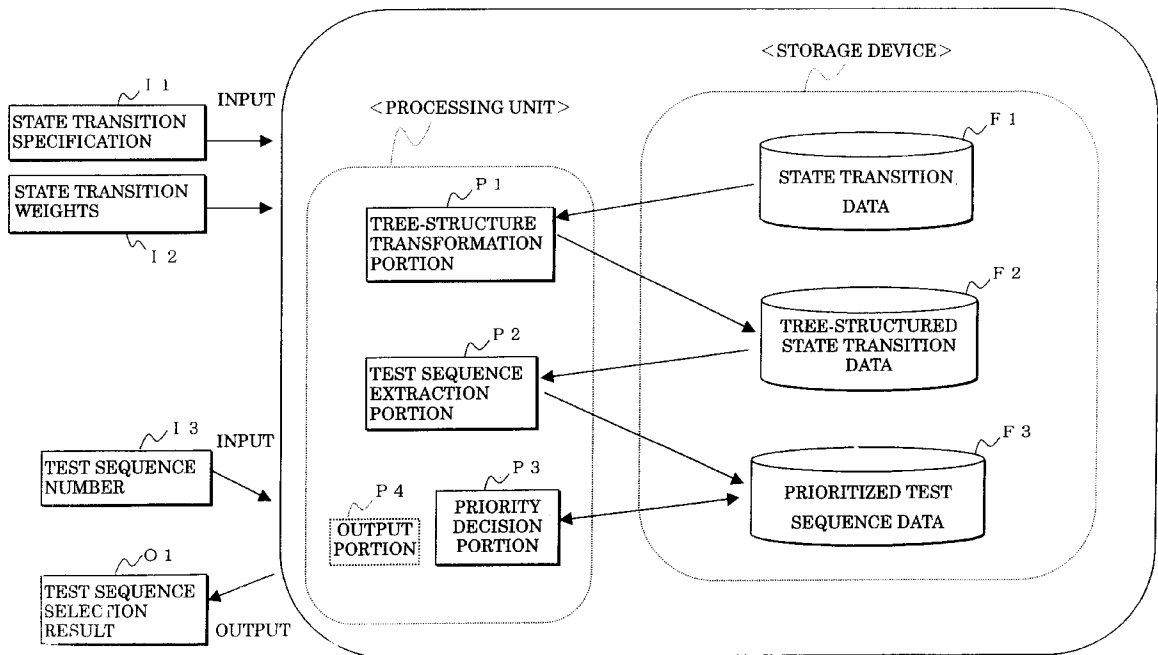 <STORAGE DEVICE>
I 1
INPUT
STATE TRANSITION
SPECIFICATION
<PROCESSING UNIT>
F 1
STATE TRANSITION
DATA
STATE TRANSITION
WEIGHTS
I 2
P 1
TREE-STRUCTURE
TRANSFORMATION
PORTION
F 2
TREE-STRUCTURED
STATE TRANSITION
DATA
P 2
TEST SEQUENCE
EXTRACTION
PORTION
I 3
INPUT
TEST SEQUENCE
NUMBER
F 3
PRIORITIZED TEST
SEQUENCE DATA
P 3
PRIORITY
DECISION
PORTION
P 4
OUTPUT
PORTION
O 1
TEST SEQUENCE
SELECTION
RESULT
OUTPUT